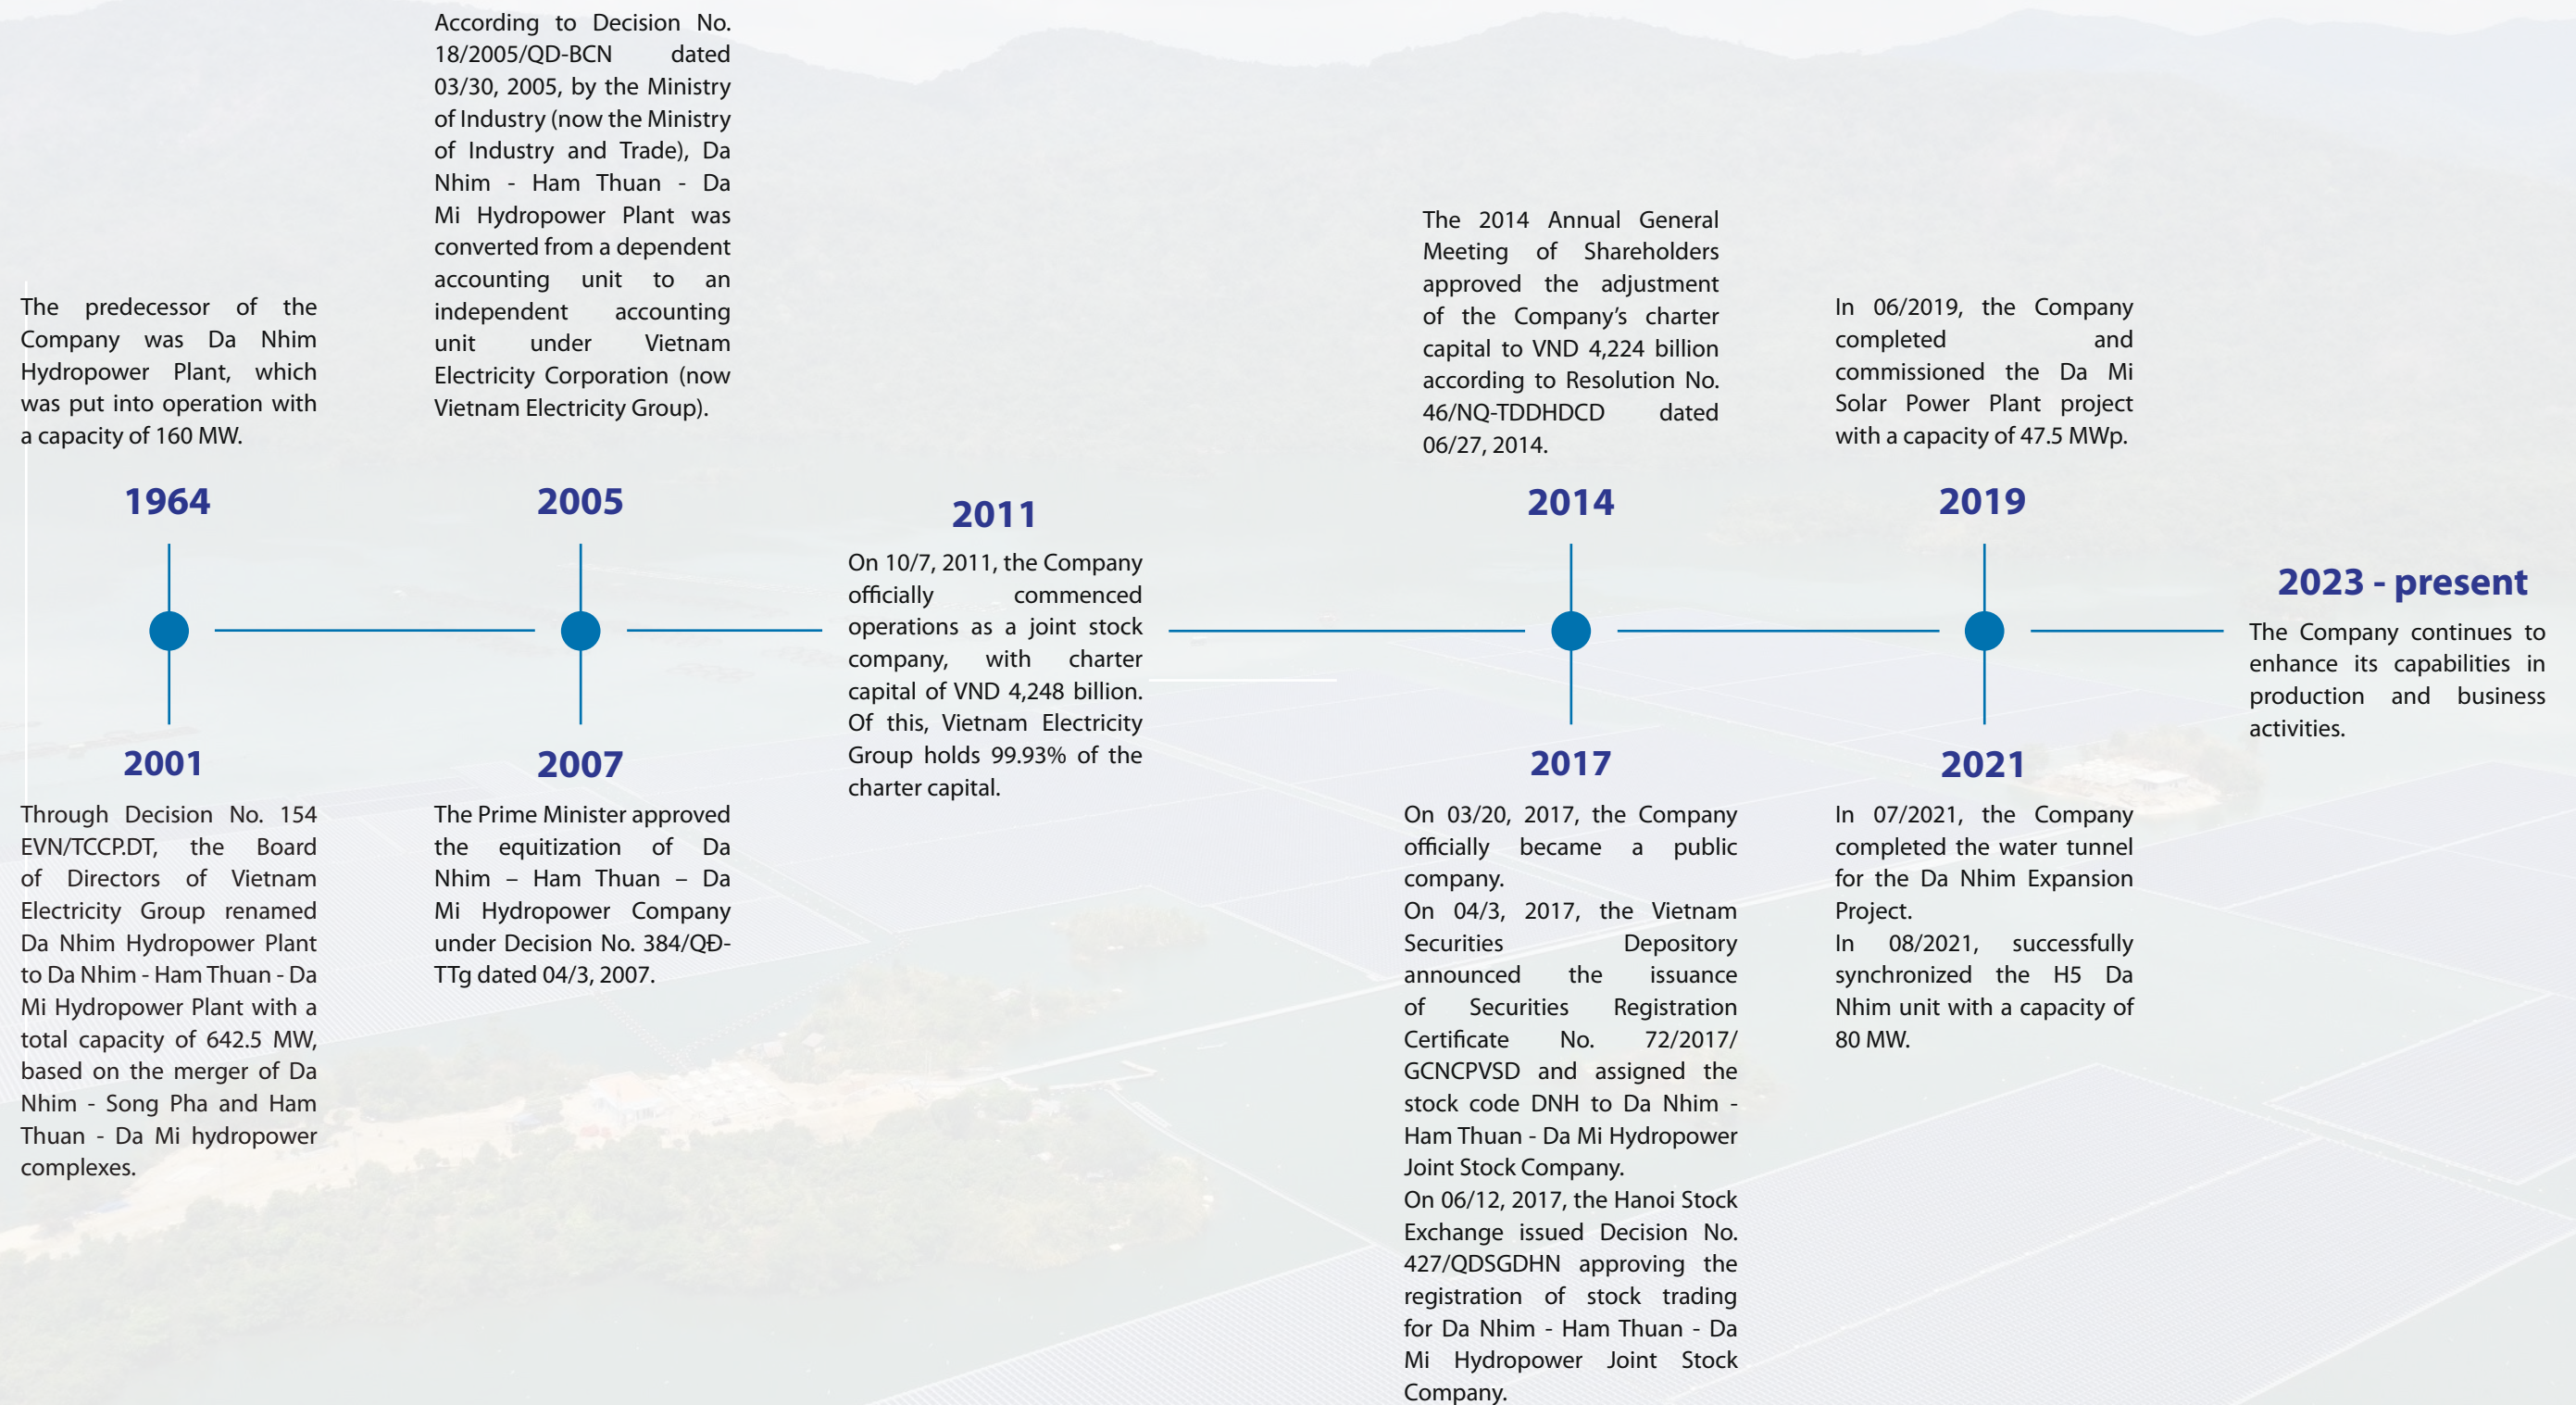 The predecessor of the
Company was Da Nhim
Hydropower Plant, which
was put into operation with
a capacity of 160 MW.
1964
2001
Through Decision No. 154
EVN/TCCP.DT, the Board
of Directors of Vietnam
Electricity Group renamed
Da Nhim Hydropower Plant
to Da Nhim - Ham Thuan - Da
Mi Hydropower Plant with a
total capacity of 642.5 MW,
based on the merger of Da
Nhim - Song Pha and Ham
Thuan - Da Mi hydropower
complexes.
According to Decision No.
18/2005/QD-BCN dated
03/30, 2005, by the Ministry
of Industry (now the Ministry
of Industry and Trade), Da
Nhim - Ham Thuan - Da
Mi Hydropower Plant was
converted from a dependent
accounting unit to an
independent accounting
unit under Vietnam
Electricity Corporation (now
Vietnam Electricity Group).
2005
2007
The Prime Minister approved
the equitization of Da
Nhim – Ham Thuan – Da
Mi Hydropower Company
under Decision No. 384/QĐ-
TTg dated 04/3, 2007.
2011
On 10/7, 2011, the Company
officially commenced
operations as a joint stock
company, with charter
capital of VND 4,248 billion.
Of this, Vietnam Electricity
Group holds 99.93% of the
charter capital.
The 2014 Annual General
Meeting of Shareholders
approved the adjustment
of the Company’s charter
capital to VND 4,224 billion
according to Resolution No.
46/NQ-TDDHDCD dated
06/27, 2014.
2014
2017
On 03/20, 2017, the Company
officially became a public
company.
On 04/3, 2017, the Vietnam
Securities Depository
announced the issuance
of Securities Registration
Certificate No. 72/2017/
GCNCPVSD and assigned the
stock code DNH to Da Nhim -
Ham Thuan - Da Mi Hydropower
Joint Stock Company.
On 06/12, 2017, the Hanoi Stock
Exchange issued Decision No.
427/QDSGDHN approving the
registration of stock trading
for Da Nhim - Ham Thuan - Da
Mi Hydropower Joint Stock
Company.
In 06/2019, the Company
completed and
commissioned the Da Mi
Solar Power Plant project
with a capacity of 47.5 MWp.
2019
2021
In 07/2021, the Company
completed the water tunnel
for the Da Nhim Expansion
Project.
In 08/2021, successfully
synchronized the H5 Da
Nhim unit with a capacity of
80 MW.
2023 - present
The Company continues to
enhance its capabilities in
production and business
activities.